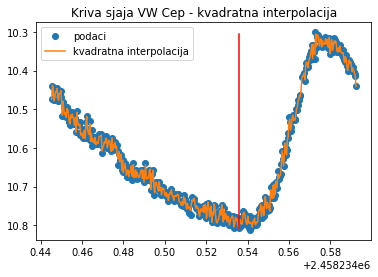 Kriva sjaja VW Cep - kvadratna interpolacija
podaci
kvadratna interpolacija
10.3
10.4
10.5
10.6
10.7
10.8
0.44 0.46 0.48 0.50 0.52 0.54 0.56 0.58
+2.458234e6